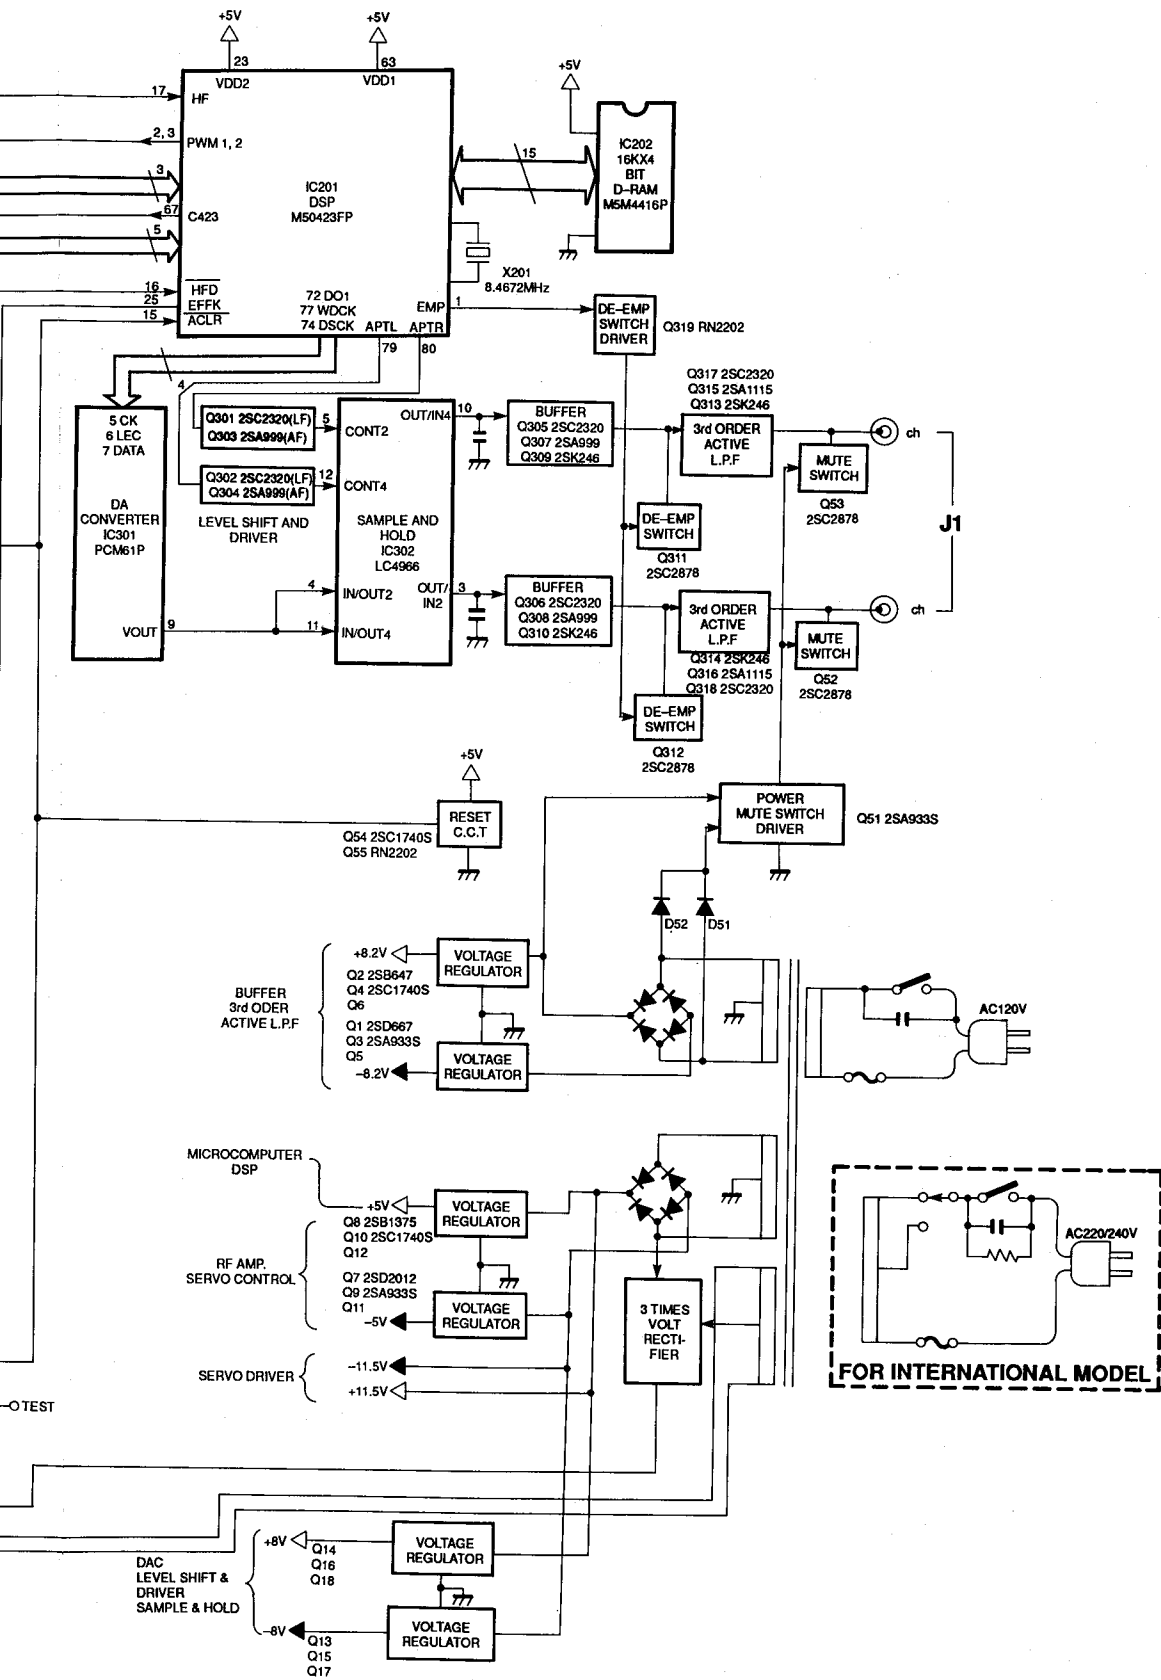 +5V
+5V
23
63
VDD2
VDD1
17
HF
2, 3
PWM 1, 2
3
67
C423
5
16
HFD
25
EFFK
15
ACLR
IC201
DSP
M50423FP
72 DO1
77 WDCK
74 DSCK
APTL
APTR
EMP
1
79
80
+5V
15
IC202
16KX4
BIT
D-RAM
M5M4416P
X201
8.4672MHz
DE-EMP
SWITCH
DRIVER
Q319 RN2202
4
5 CK
6 LEC
7 DATA
DA
CONVERTER
IC301
PCM61P
VOUT
9
Q301 2SC2320(LF)
Q303 2SA999(AF)
5
Q302 2SC2320(LF)
Q304 2SA999(AF)
12
LEVEL SHIFT AND
DRIVER
OUT/IN4
10
CONT2
CONT4
SAMPLE AND
HOLD
IC302
LC4966
4
IN/OUT2
OUT/
IN2
3
11
IN/OUT4
BUFFER
Q305 2SC2320
Q307 2SA999
Q309 2SK246
BUFFER
Q306 2SC2320
Q308 2SA999
Q310 2SK246
Q317 2SC2320
Q315 2SA1115
Q313 2SK246
3rd ORDER
ACTIVE
L.P.F
ch
MUTE
SWITCH
Q53
2SC2878
DE-EMP
SWITCH
Q311
2SC2878
J1
3rd ORDER
ACTIVE
L.P.F
Q314 2SK246
Q316 2SA1115
Q318 2SC2320
ch
MUTE
SWITCH
Q52
2SC2878
DE-EMP
SWITCH
Q312
2SC2878
+5V
RESET
C.C.T
Q54 2SC1740S
Q55 RN2202
POWER
MUTE SWITCH
DRIVER
Q51 2SA933S
D52
D51
BUFFER
3rd ODER
ACTIVE L.P.F
+8.2V
VOLTAGE
REGULATOR
Q2 2SB647
Q4 2SC1740S
Q6
Q1 2SD667
Q3 2SA933S
Q5
-8.2V
VOLTAGE
REGULATOR
AC120V
MICROCOMPUTER
DSP
+5V
VOLTAGE
REGULATOR
Q8 2SB1375
Q10 2SC1740S
Q12
RF AMP.
SERVO CONTROL
Q7 2SD2012
Q9 2SA933S
Q11
-5V
VOLTAGE
REGULATOR
3 TIMES
VOLT
RECTI-
FIER
SERVO DRIVER
-11.5V
+11.5V
AC220/240V
FOR INTERNATIONAL MODEL
TEST
DAC
LEVEL SHIFT &
DRIVER
SAMPLE & HOLD
+8V
Q14
Q16
Q18
VOLTAGE
REGULATOR
-8V
Q13
Q15
Q17
VOLTAGE
REGULATOR